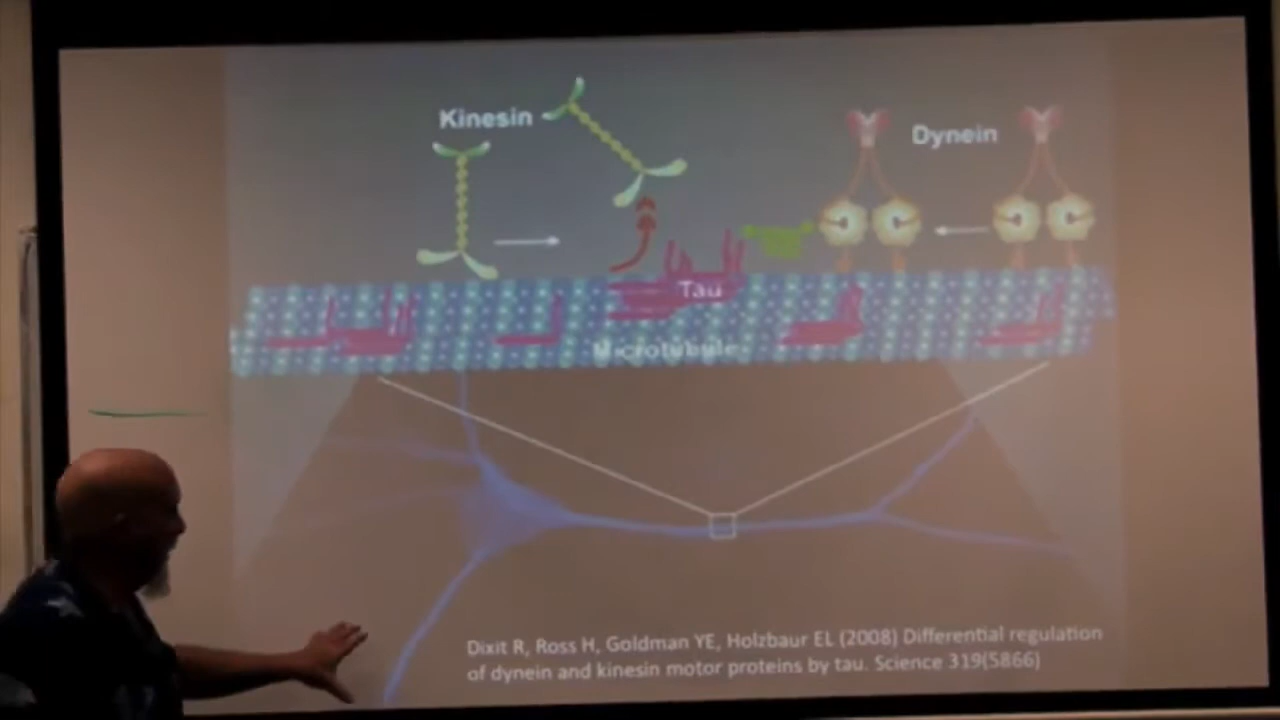 Kinesin
Dynein
Tau
Microtubule
Dixit R, Ross H, Goldman YE, Holzbaur EL (2008) Differential regulation
of dynein and kinesin motor proteins by tau. Science 319(5866)